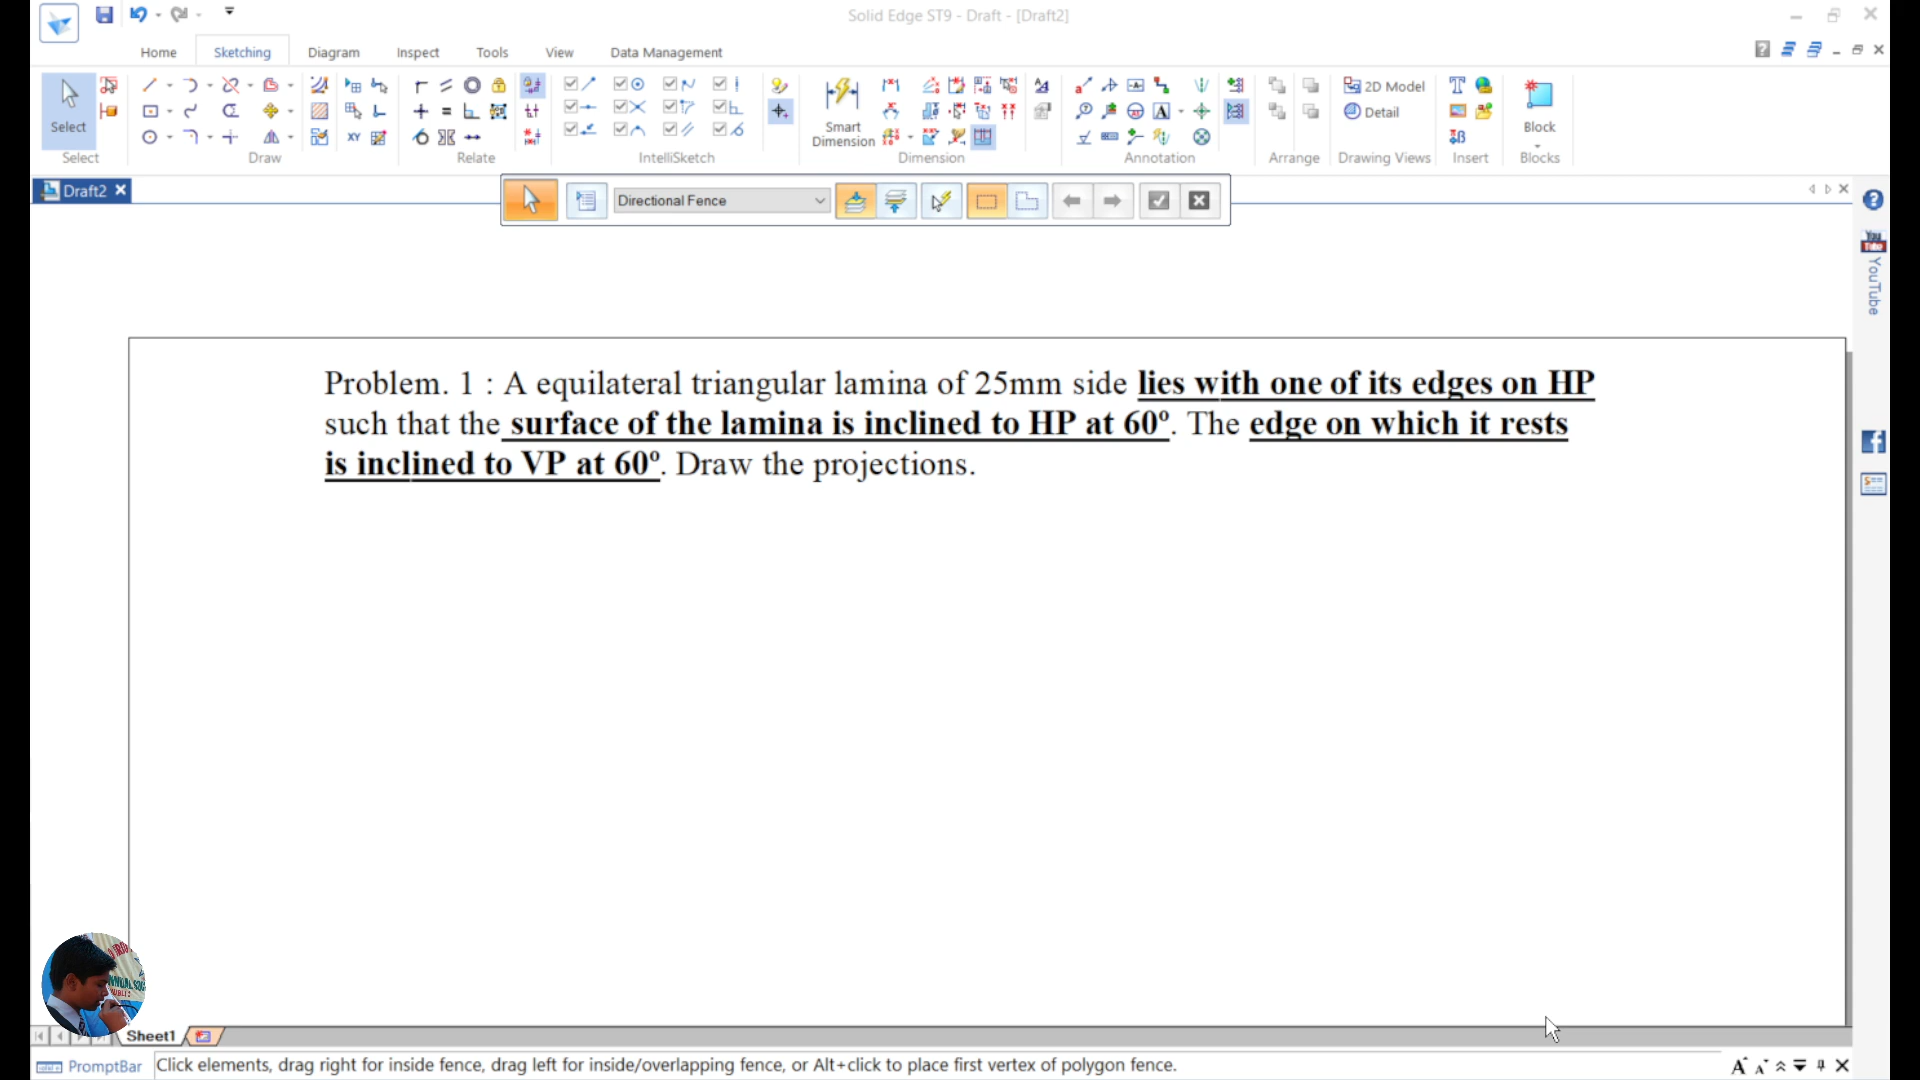 Solid Edge ST9 - Draft - [Draft2]
Home Sketching Diagram Inspect Tools View Data Management
Select
Smart
Dimension
2D Model
Detail
Block
Select Draw Relate IntelliSketch Dimension Annotation Arrange Drawing Views Insert Blocks
Draft2
Directional Fence
YouTube
Problem. 1 : A equilateral triangular lamina of 25mm side lies with one of its edges on HP
such that the surface of the lamina is inclined to HP at 60º. The edge on which it rests
is inclined to VP at 60º. Draw the projections.
Sheet1
PromptBar
Click elements, drag right for inside fence, drag left for inside/overlapping fence, or Alt+click to place first vertex of polygon fence.